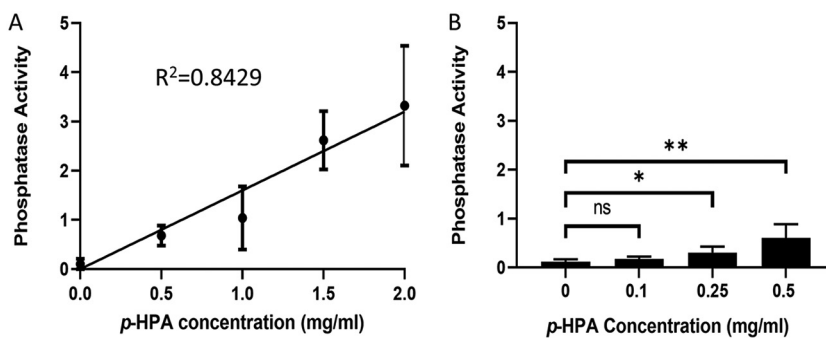 A
Phosphatase Activity
5
4
3
2
1
0
R²=0.8429
0.0 0.5 1.0 1.5 2.0
p-HPA concentration (mg/ml)
B
Phosphatase Activity
5
4
3
2
1
0
**
*
ns
0 0.1 0.25 0.5
p-HPA Concentration (mg/ml)